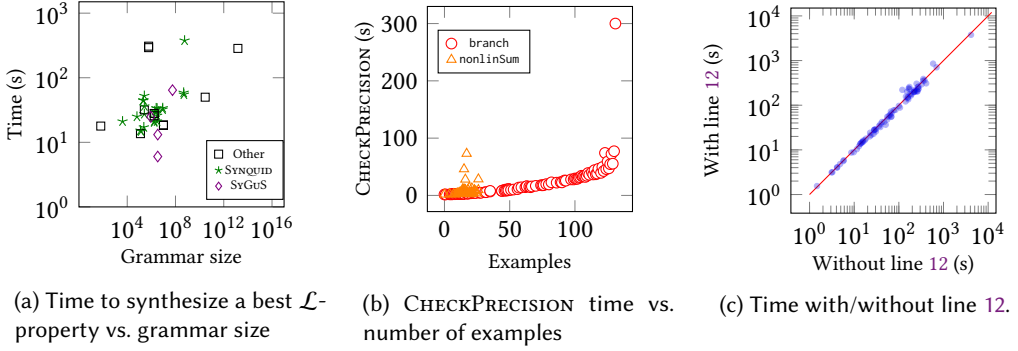 10^3
10^2
10^1
10^0
Time (s)
10^4 10^8 10^12 10^16
Grammar size
Other
SYNQUID
SYGUS
(a) Time to synthesize a best ℒ-
property vs. grammar size
300
200
100
0
CHECKPRECISION (s)
0 50 100
Examples
branch
nonlinSum
(b) CHECKPRECISION time vs.
number of examples
10^4
10^3
10^2
10^1
10^0
With line 12 (s)
10^0 10^1 10^2 10^3 10^4
Without line 12 (s)
(c) Time with/without line 12.